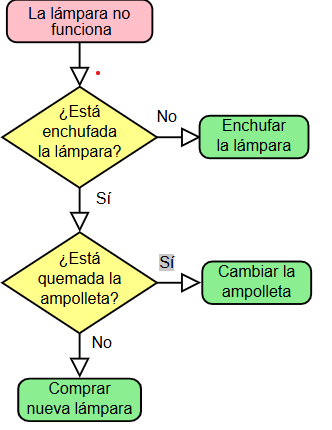 La lámpara no
funciona
¿Está
enchufada
la lámpara?
No
Enchufar
la lámpara
Sí
¿Está
quemada la
ampolleta?
Sí
Cambiar la
ampolleta
No
Comprar
nueva lámpara